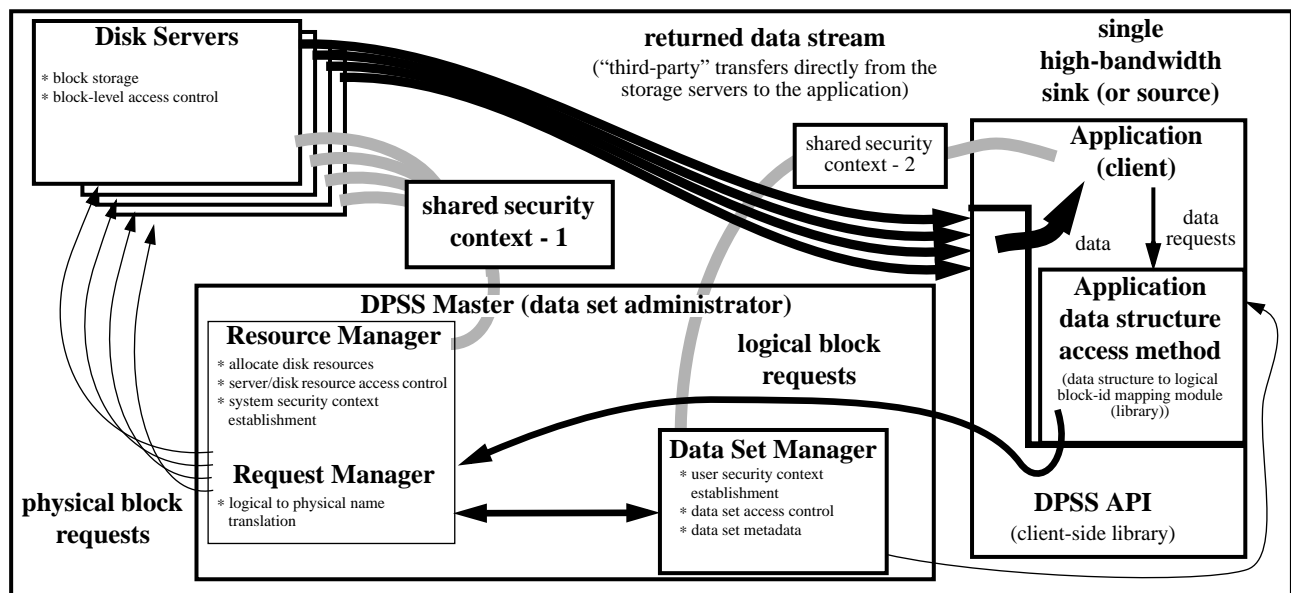 Disk Servers
* block storage
* block-level access control
returned data stream
(“third-party” transfers directly from the
storage servers to the application)
single
high-bandwidth
sink (or source)
shared security
context - 2
Application
(client)
shared security
context - 1
data
data
requests
DPSS Master (data set administrator)
Resource Manager
* allocate disk resources
* server/disk resource access control
* system security context
establishment
logical block
requests
Application
data structure
access method
(data structure to logical
block-id mapping module
(library))
Request Manager
* logical to physical name
translation
Data Set Manager
* user security context
establishment
* data set access control
* data set metadata
physical block
requests
DPSS API
(client-side library)